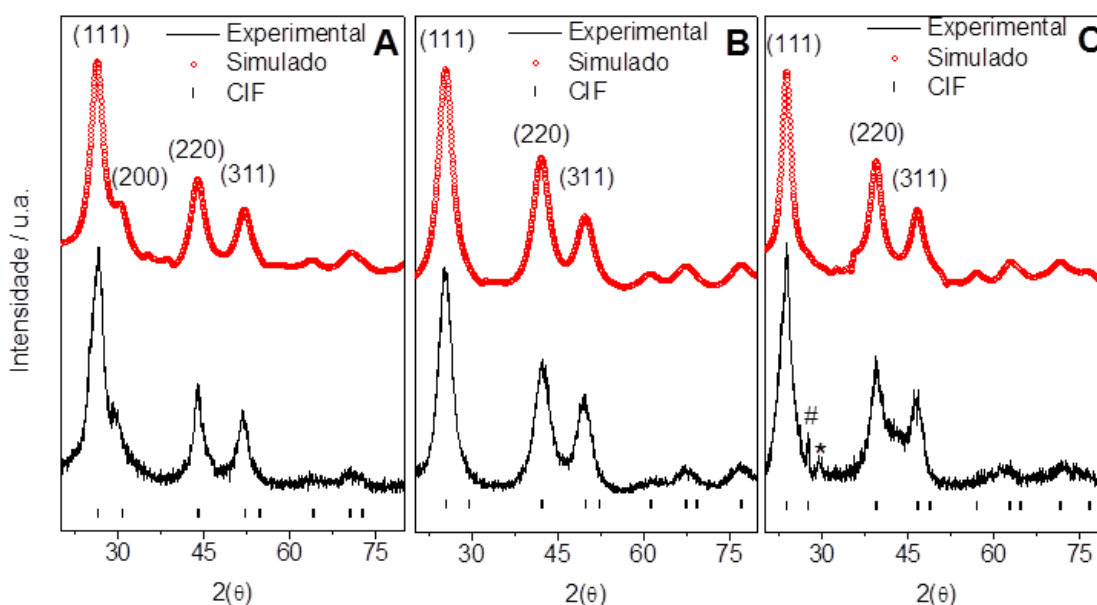 Intensidade / u.a.
(111)
Experimental
A
Simulado
CIF
(200)
(220)
(311)
30
45
60
75
2(θ)
(111)
Experimental
B
Simulado
CIF
(220)
(311)
30
45
60
75
2(θ)
(111)
Experimental
C
Simulado
CIF
(220)
(311)
#
*
30
45
60
75
2(θ)